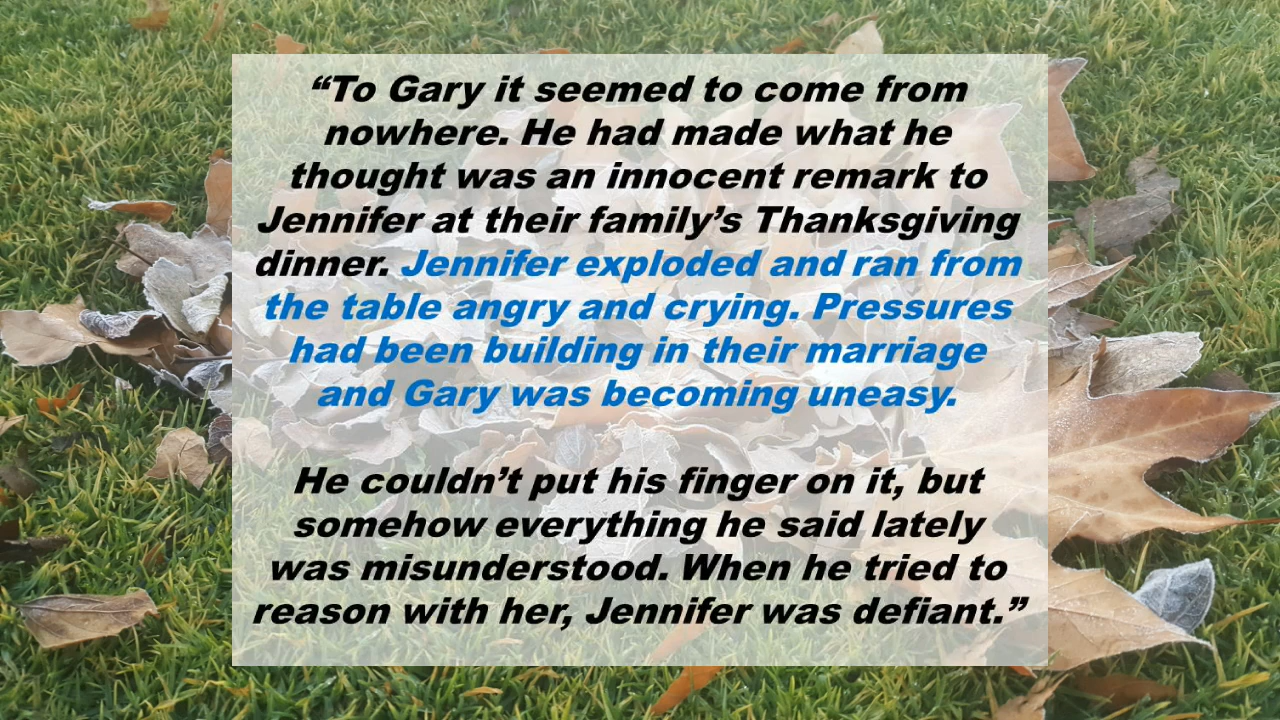 “To Gary it seemed to come from
nowhere. He had made what he
thought was an innocent remark to
Jennifer at their family’s Thanksgiving
dinner. Jennifer exploded and ran from
the table angry and crying. Pressures
had been building in their marriage
and Gary was becoming uneasy.
He couldn’t put his finger on it, but
somehow everything he said lately
was misunderstood. When he tried to
reason with her, Jennifer was defiant.”